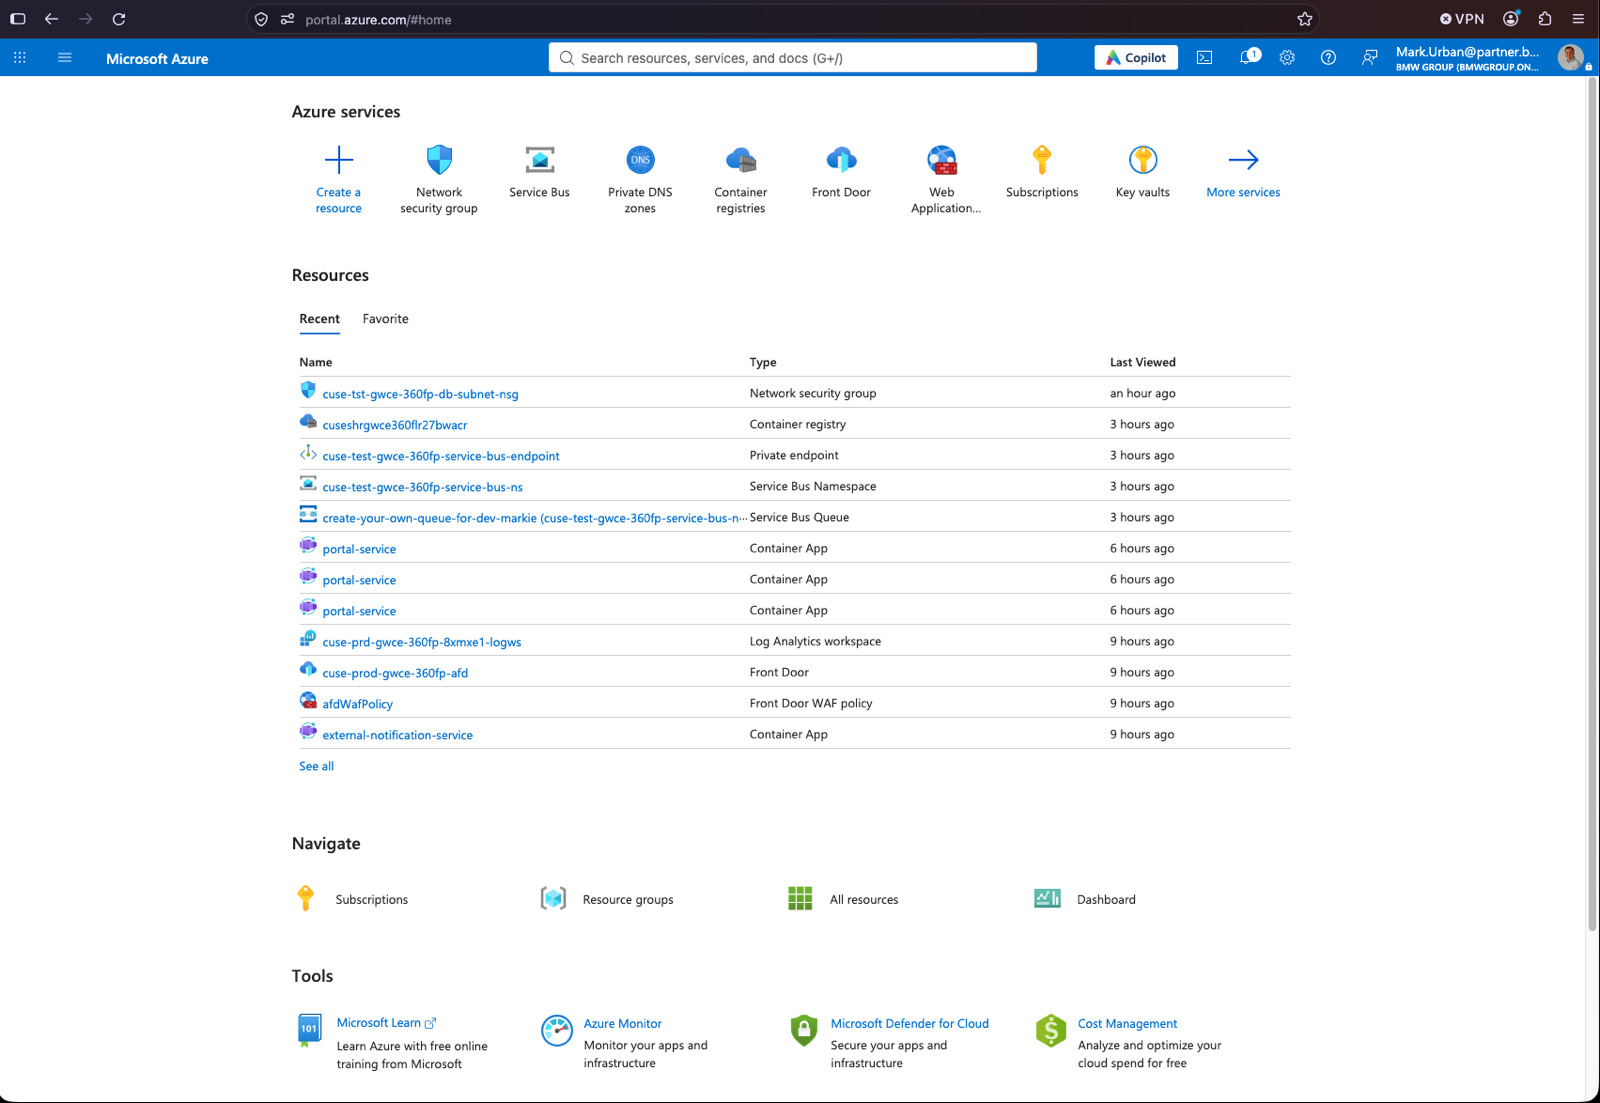 portal.azure.com/#home
VPN
Microsoft Azure
Search resources, services, and docs (G+/)
Copilot
1
Mark.Urban@partner.b...
BMW GROUP (BMWGROUP.ON...
Azure services
Create a resource
Network security group
Service Bus
DNS
Private DNS zones
Container registries
Front Door
Web Application...
Subscriptions
Key vaults
More services
Resources
Recent Favorite
Name Type Last Viewed
cuse-tst-gwce-360fp-db-subnet-nsg Network security group an hour ago
cuseshrgwce360flr27bwacr Container registry 3 hours ago
cuse-test-gwce-360fp-service-bus-endpoint Private endpoint 3 hours ago
cuse-test-gwce-360fp-service-bus-ns Service Bus Namespace 3 hours ago
create-your-own-queue-for-dev-markie (cuse-test-gwce-360fp-service-bus-n... Service Bus Queue 3 hours ago
portal-service Container App 6 hours ago
portal-service Container App 6 hours ago
portal-service Container App 6 hours ago
cuse-prd-gwce-360fp-8xmxe1-logws Log Analytics workspace 9 hours ago
cuse-prod-gwce-360fp-afd Front Door 9 hours ago
afdWafPolicy Front Door WAF policy 9 hours ago
external-notification-service Container App 9 hours ago
See all
Navigate
Subscriptions Resource groups All resources Dashboard
Tools
101
Microsoft Learn
Learn Azure with free online
training from Microsoft
Azure Monitor
Monitor your apps and
infrastructure
Microsoft Defender for Cloud
Secure your apps and
infrastructure
Cost Management
Analyze and optimize your
cloud spend for free